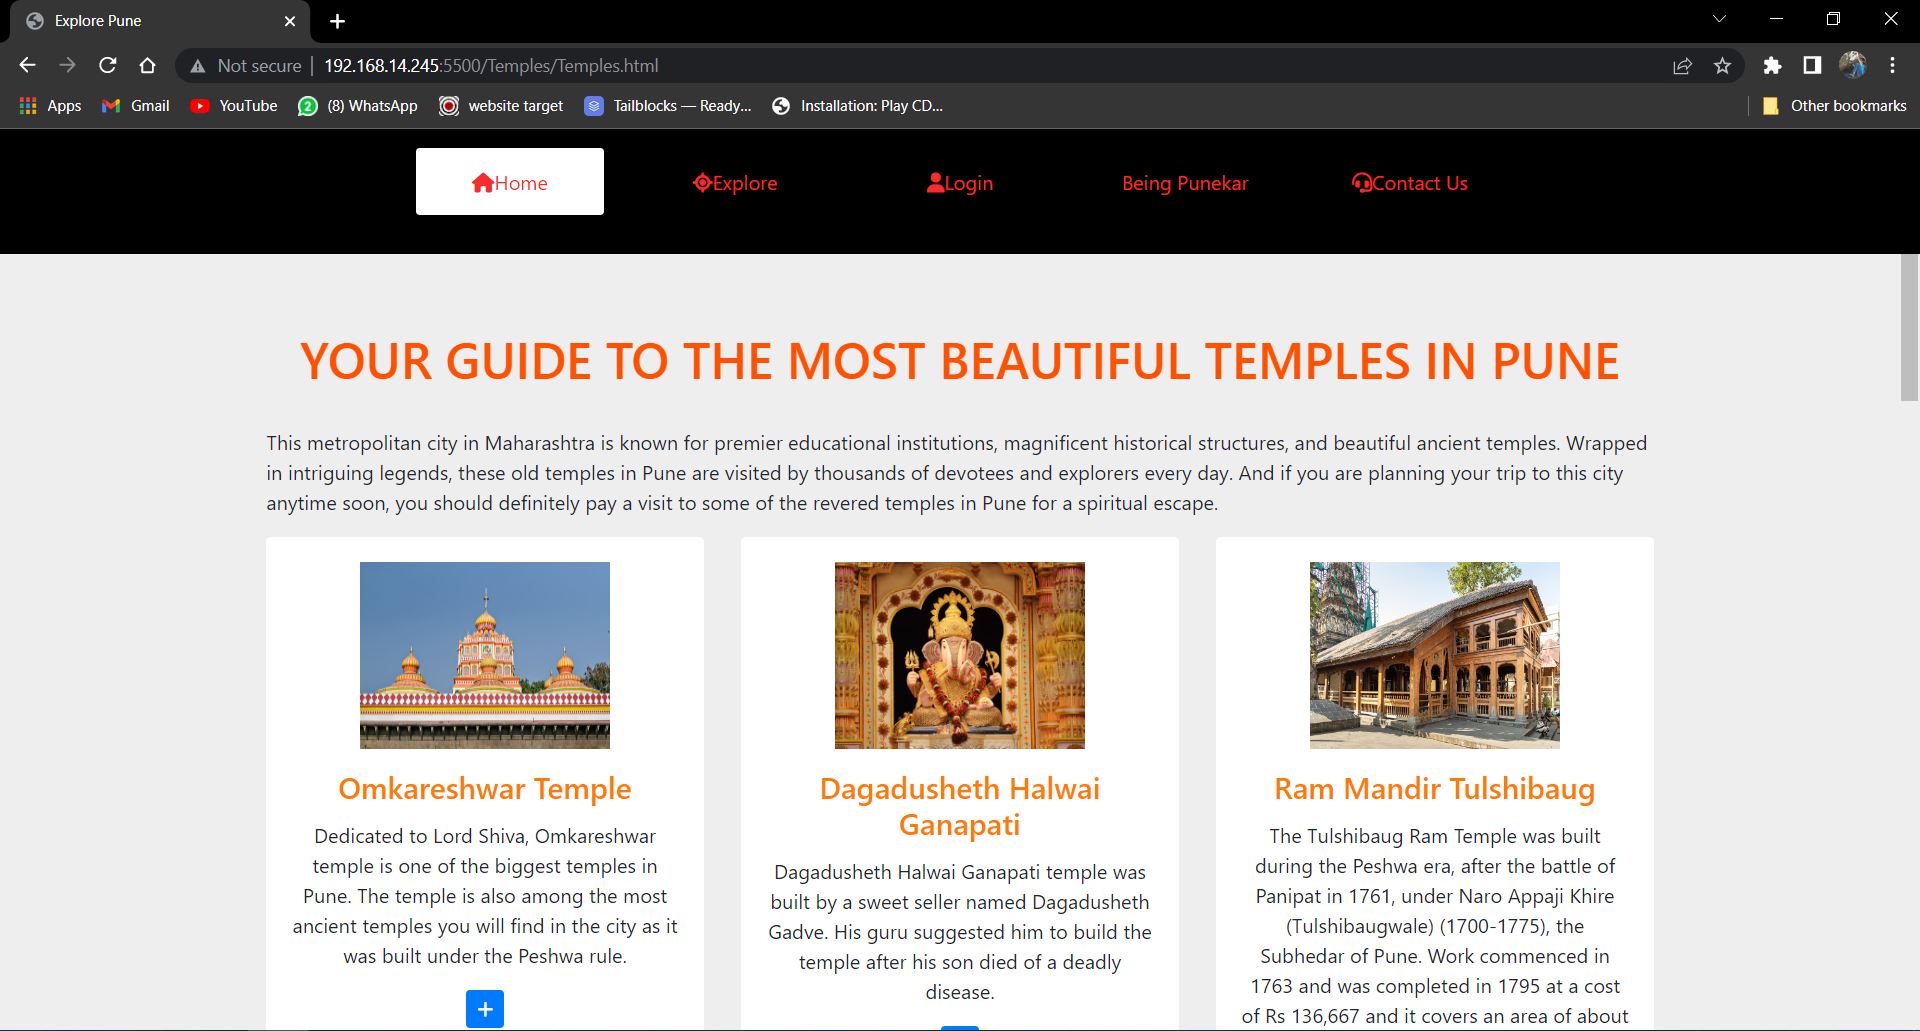 Explore Pune
Not secure | 192.168.14.245:5500/Temples/Temples.html
Apps Gmail YouTube (8) WhatsApp website target Tailblocks — Ready... Installation: Play CD... Other bookmarks
Home Explore Login Being Punekar Contact Us
YOUR GUIDE TO THE MOST BEAUTIFUL TEMPLES IN PUNE
This metropolitan city in Maharashtra is known for premier educational institutions, magnificent historical structures, and beautiful ancient temples. Wrapped
in intriguing legends, these old temples in Pune are visited by thousands of devotees and explorers every day. And if you are planning your trip to this city
anytime soon, you should definitely pay a visit to some of the revered temples in Pune for a spiritual escape.
Omkareshwar Temple
Dedicated to Lord Shiva, Omkareshwar
temple is one of the biggest temples in
Pune. The temple is also among the most
ancient temples you will find in the city as it
was built under the Peshwa rule.
+
Dagadusheth Halwai
Ganapati
Dagadusheth Halwai Ganapati temple was
built by a sweet seller named Dagadusheth
Gadve. His guru suggested him to build the
temple after his son died of a deadly
disease.
Ram Mandir Tulshibaug
The Tulshibaug Ram Temple was built
during the Peshwa era, after the battle of
Panipat in 1761, under Naro Appaji Khire
(Tulshibaugwale) (1700-1775), the
Subhedar of Pune. Work commenced in
1763 and was completed in 1795 at a cost
of Rs 136,667 and it covers an area of about